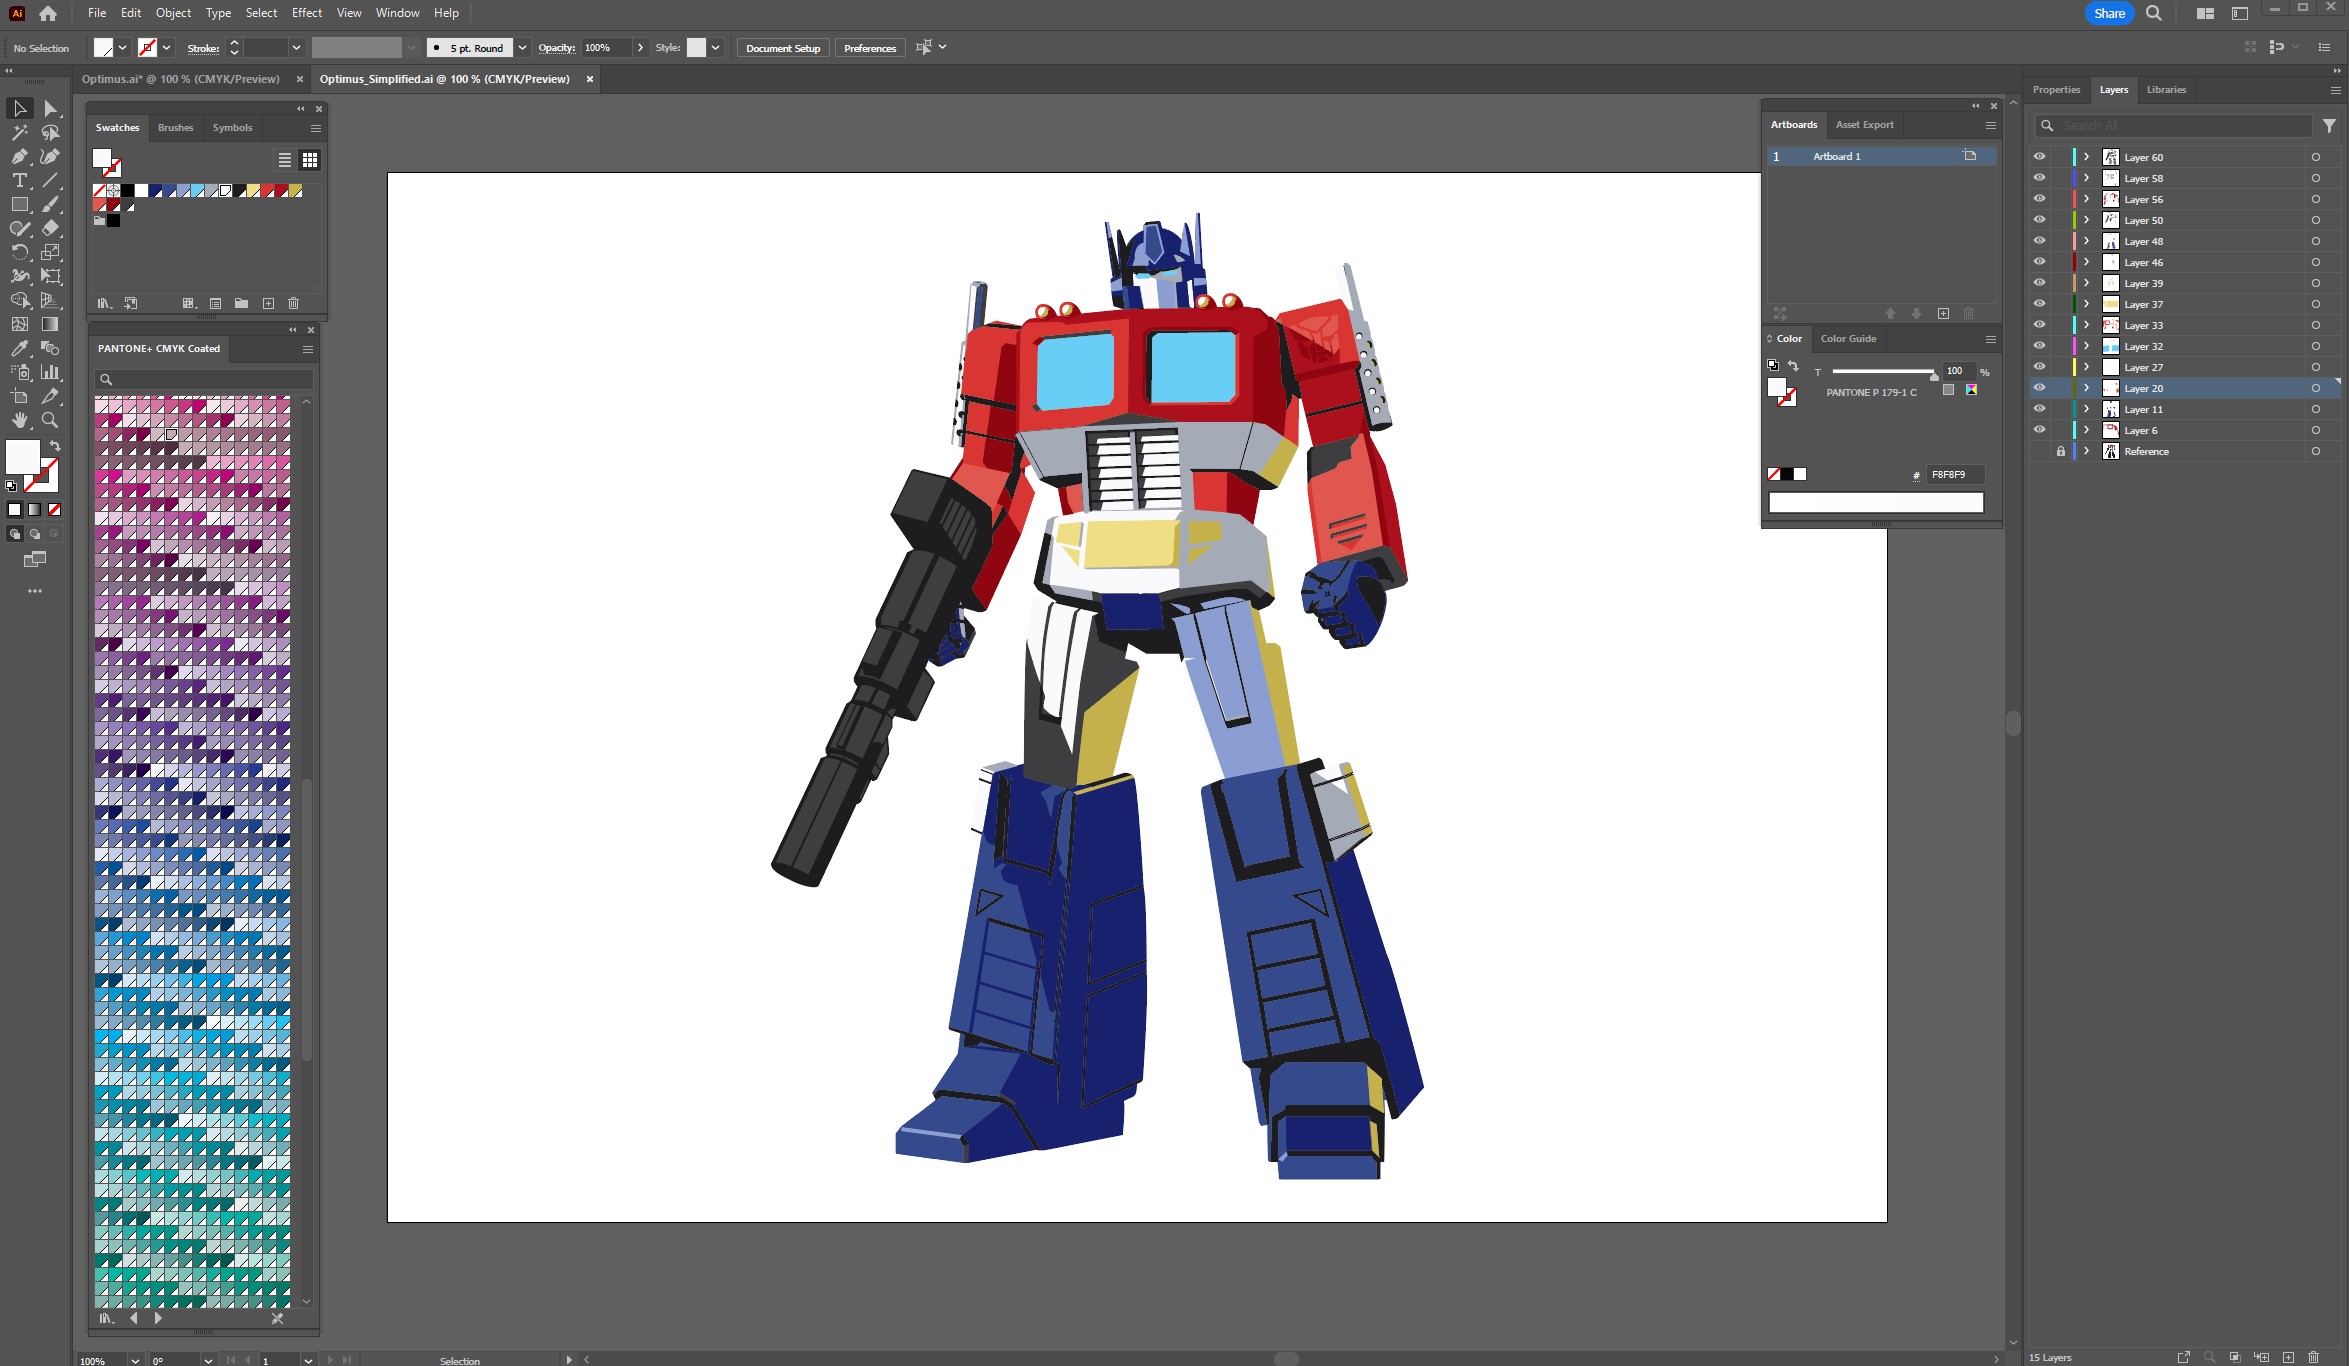 Ai File Edit Object Type Select Effect View Window Help Share
No Selection Stroke: 5 pt. Round Opacity: 100% Style: Document Setup Preferences
Optimus.ai* @ 100 % (CMYK/Preview) × Optimus_Simplified.ai @ 100 % (CMYK/Preview) ×
Swatches Brushes Symbols
PANTONE+ CMYK Coated
Artboards Asset Export
1 Artboard 1
Color Color Guide
T 100 %
PANTONE P 179-1 C
# F8F8F9
Properties Layers Libraries
Search All
Layer 60
Layer 58
Layer 56
Layer 50
Layer 48
Layer 46
Layer 39
Layer 37
Layer 33
Layer 32
Layer 27
Layer 20
Layer 11
Layer 6
Reference
100% 0° 1 Selection
15 Layers